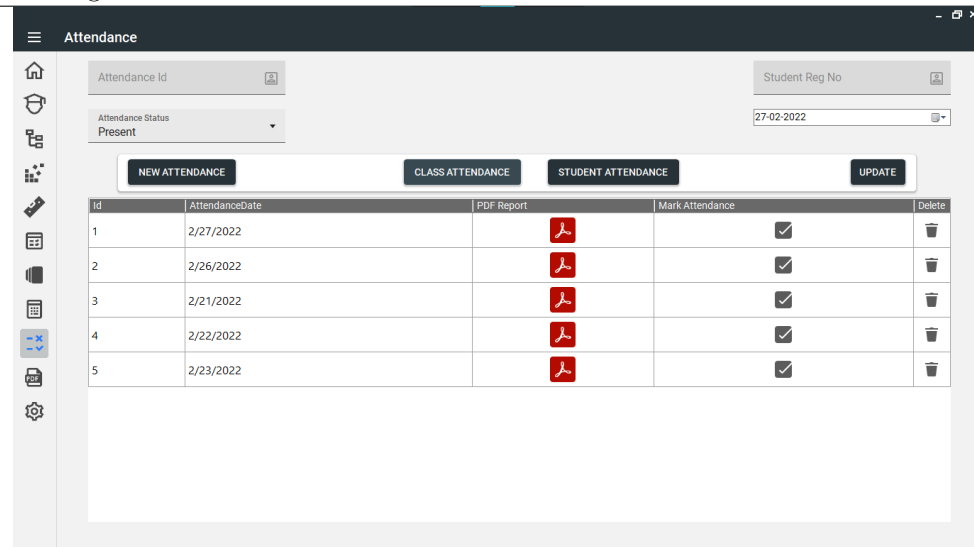 Attendance
Attendance Id
Student Reg No
Attendance Status
Present
27-02-2022
NEW ATTENDANCE CLASS ATTENDANCE STUDENT ATTENDANCE UPDATE
Id AttendanceDate PDF Report Mark Attendance Delete
1 2/27/2022
2 2/26/2022
3 2/21/2022
4 2/22/2022
5 2/23/2022
PDF